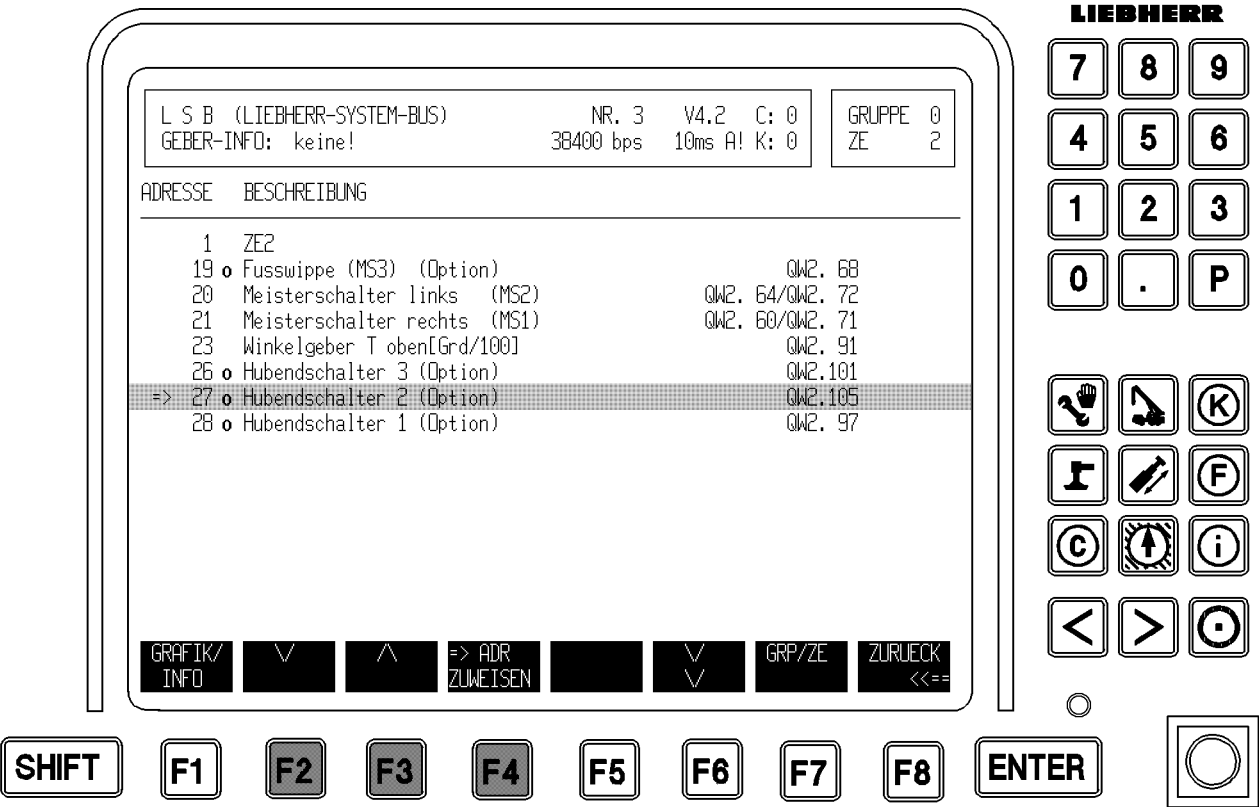 LIEBHERR
L S B (LIEBHERR-SYSTEM-BUS) NR. 3 V4.2 C: 0 GRUPPE 0
GEBER-INFO: keine! 38400 bps 10ms A! K: 0 ZE 2
ADRESSE BESCHREIBUNG
1 ZE2
19 o Fusswippe (MS3) (Option) QW2. 68
20 Meisterschalter links (MS2) QW2. 64/QW2. 72
21 Meisterschalter rechts (MS1) QW2. 60/QW2. 71
23 Winkelgeber T oben[Grd/100] QW2. 91
26 o Hubendschalter 3 (Option) QW2.101
=> 27 o Hubendschalter 2 (Option) QW2.105
28 o Hubendschalter 1 (Option) QW2. 97
GRAFIK/ \/ /\ => ADR \/ GRP/ZE ZURUECK
INFO ZUWEISEN \/ <<==
SHIFT F1 F2 F3 F4 F5 F6 F7 F8 ENTER
7 8 9
4 5 6
1 2 3
0 . P
K
F
C i
< >